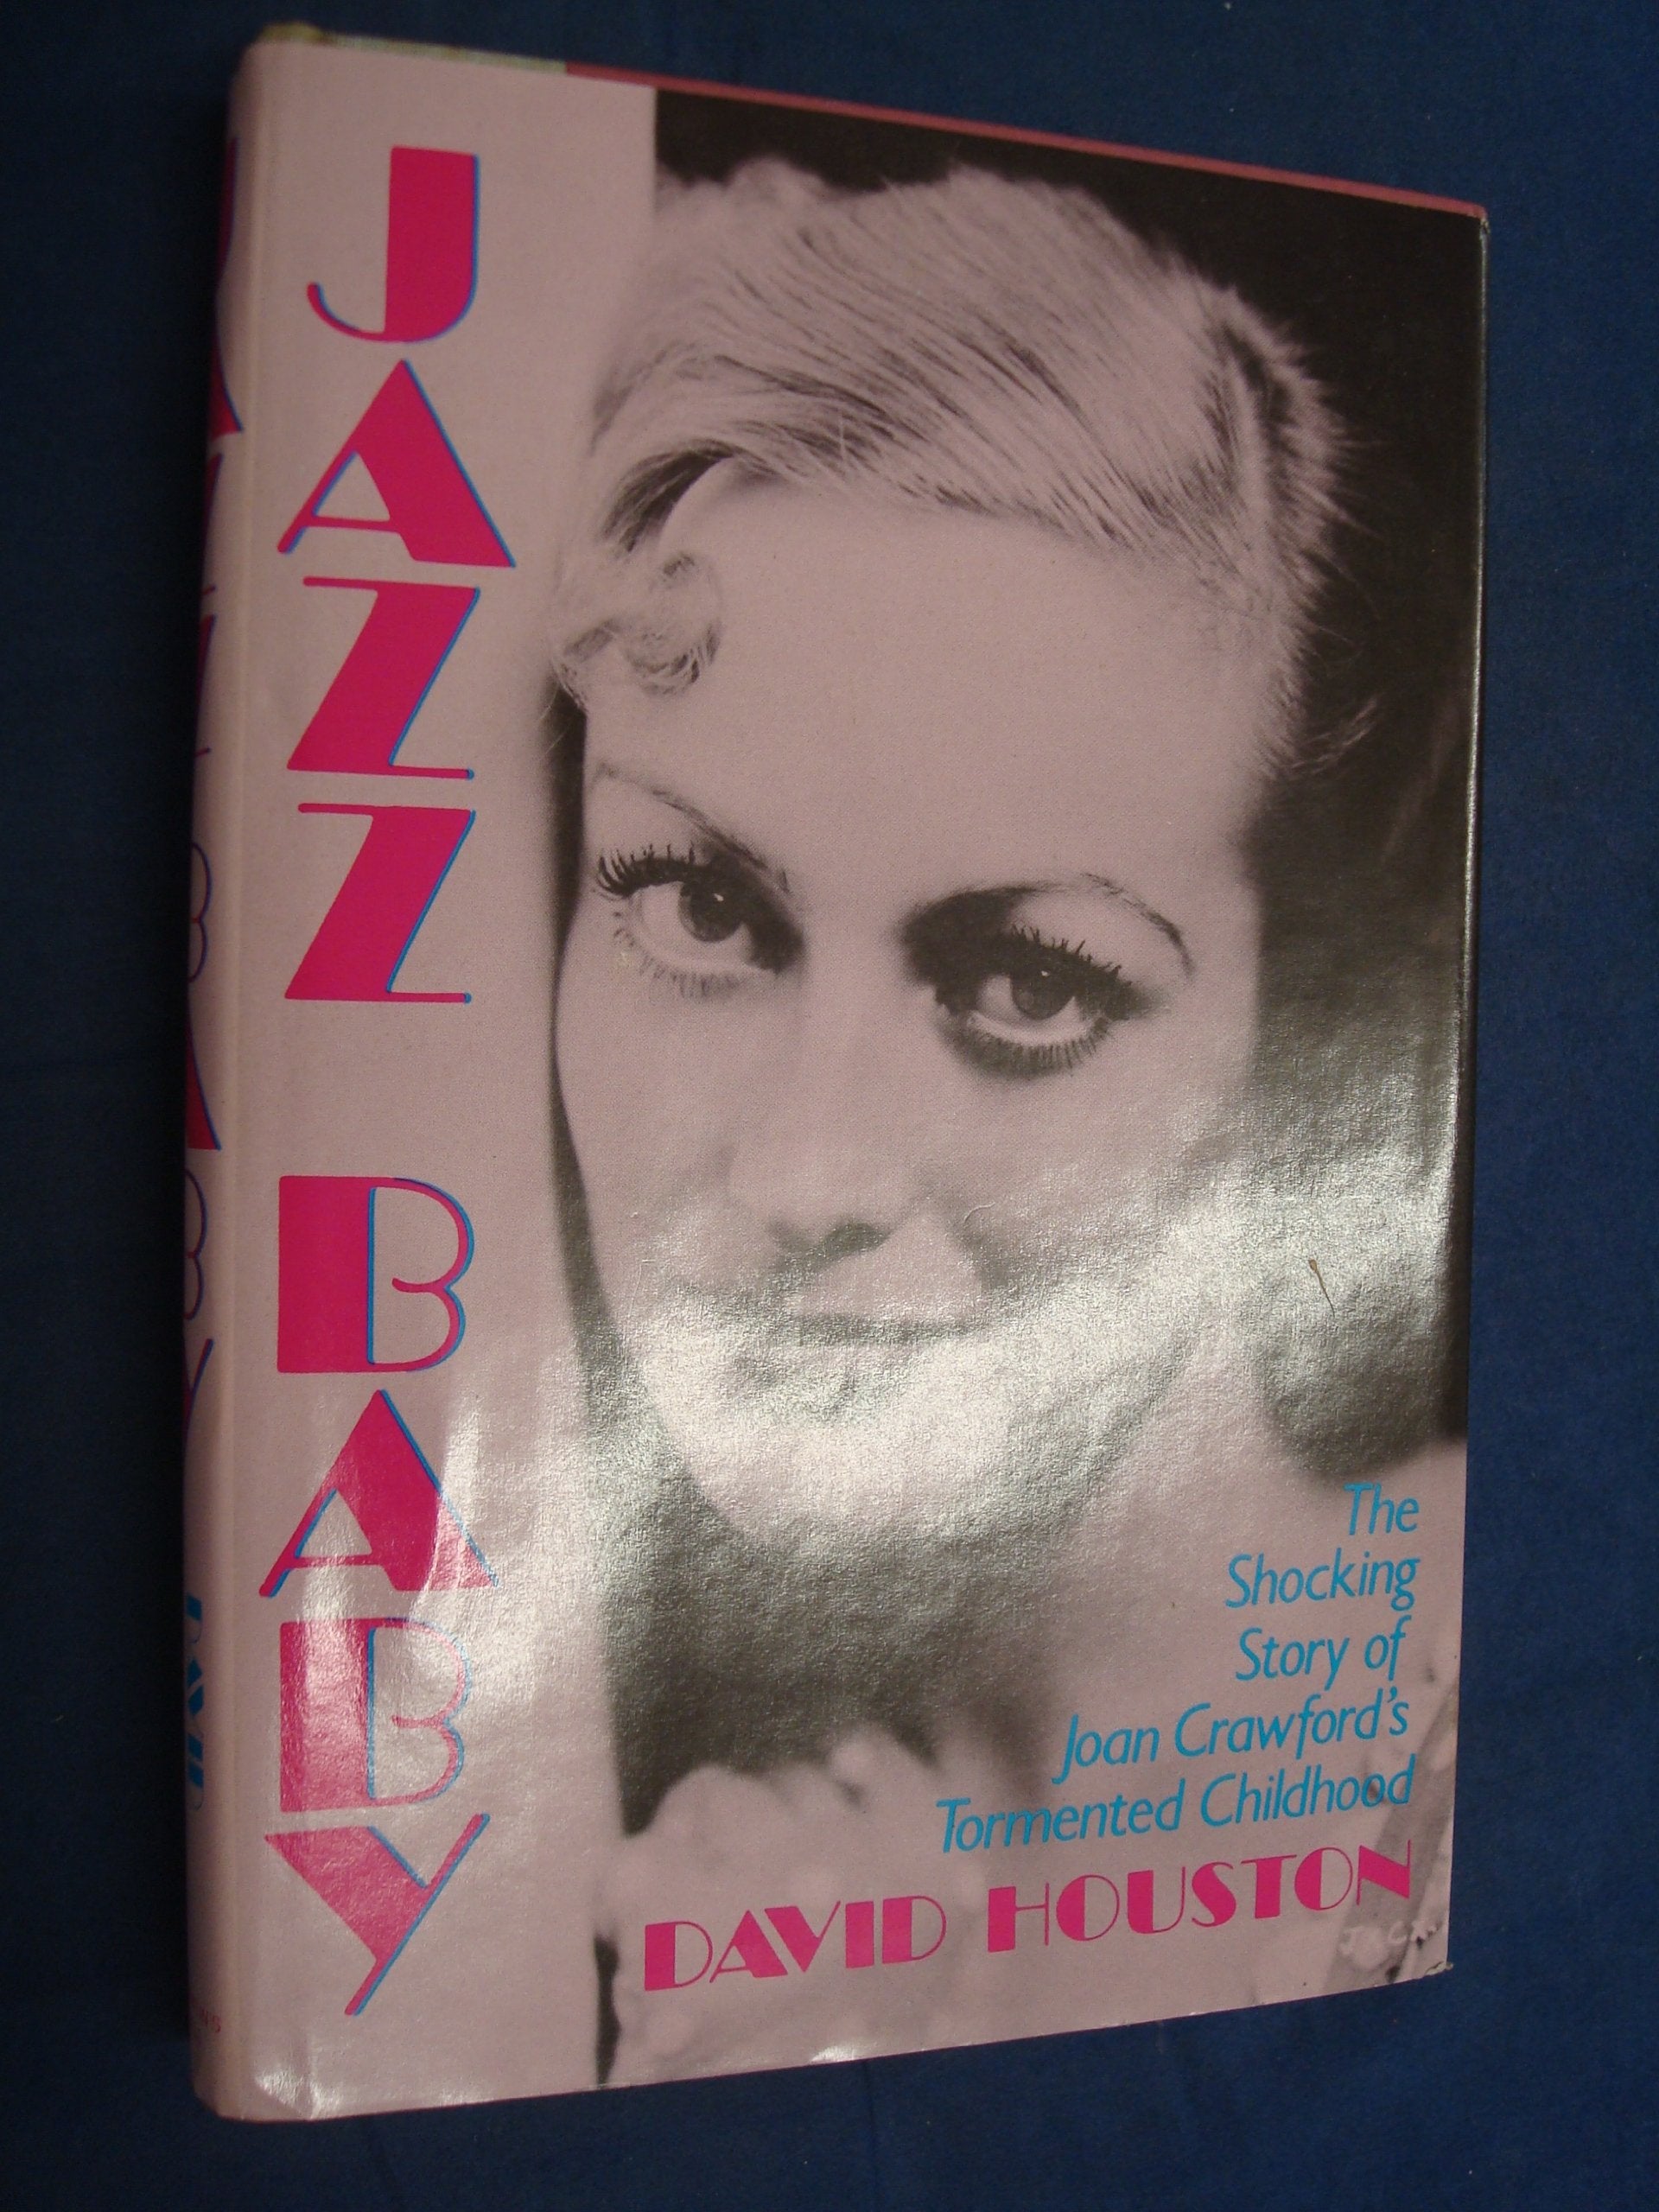 JAZZ BABY
The
Shocking
Story of
Joan Crawford's
Tormented Childhood
DAVID HOUSTON